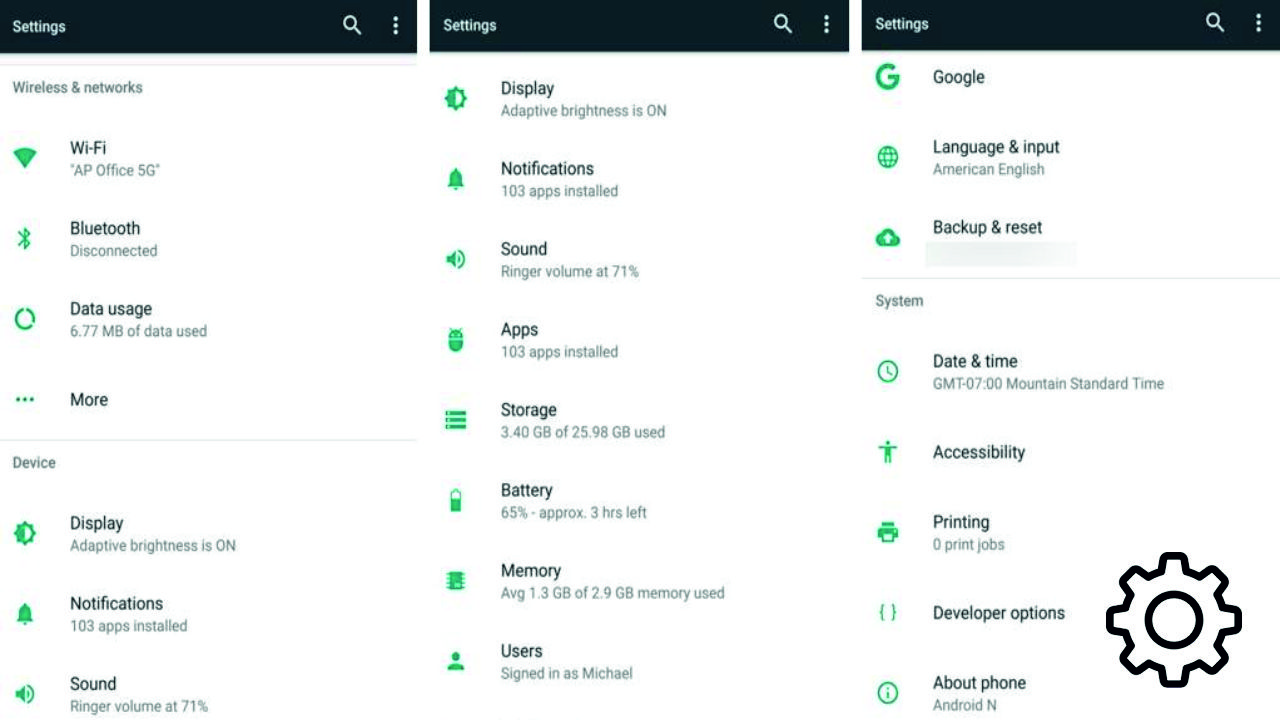 Settings
Wireless & networks
Wi-Fi
"AP Office 5G"
Bluetooth
Disconnected
Data usage
6.77 MB of data used
More
Device
Display
Adaptive brightness is ON
Notifications
103 apps installed
Sound
Ringer volume at 71%
Settings
Display
Adaptive brightness is ON
Notifications
103 apps installed
Sound
Ringer volume at 71%
Apps
103 apps installed
Storage
3.40 GB of 25.98 GB used
Battery
65% - approx. 3 hrs left
Memory
Avg 1.3 GB of 2.9 GB memory used
Users
Signed in as Michael
Settings
Google
Language & input
American English
Backup & reset
System
Date & time
GMT-07:00 Mountain Standard Time
Accessibility
Printing
0 print jobs
Developer options
About phone
Android N